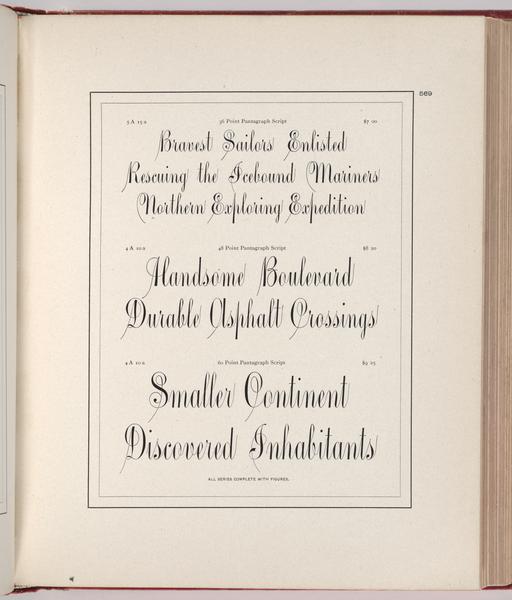 569
5 A 15 a 36 Point Pantagraph Script $7 00
Bravest Sailors Enlisted
Rescuing the Icebound Mariners
Northern Exploring Expedition
4 A 10 a 48 Point Pantagraph Script $8 20
Handsome Boulevard
Durable Asphalt Crossings
4 A 10 a 60 Point Pantagraph Script $9 25
Smaller Continent
Discovered Inhabitants
ALL SERIES COMPLETE WITH FIGURES.